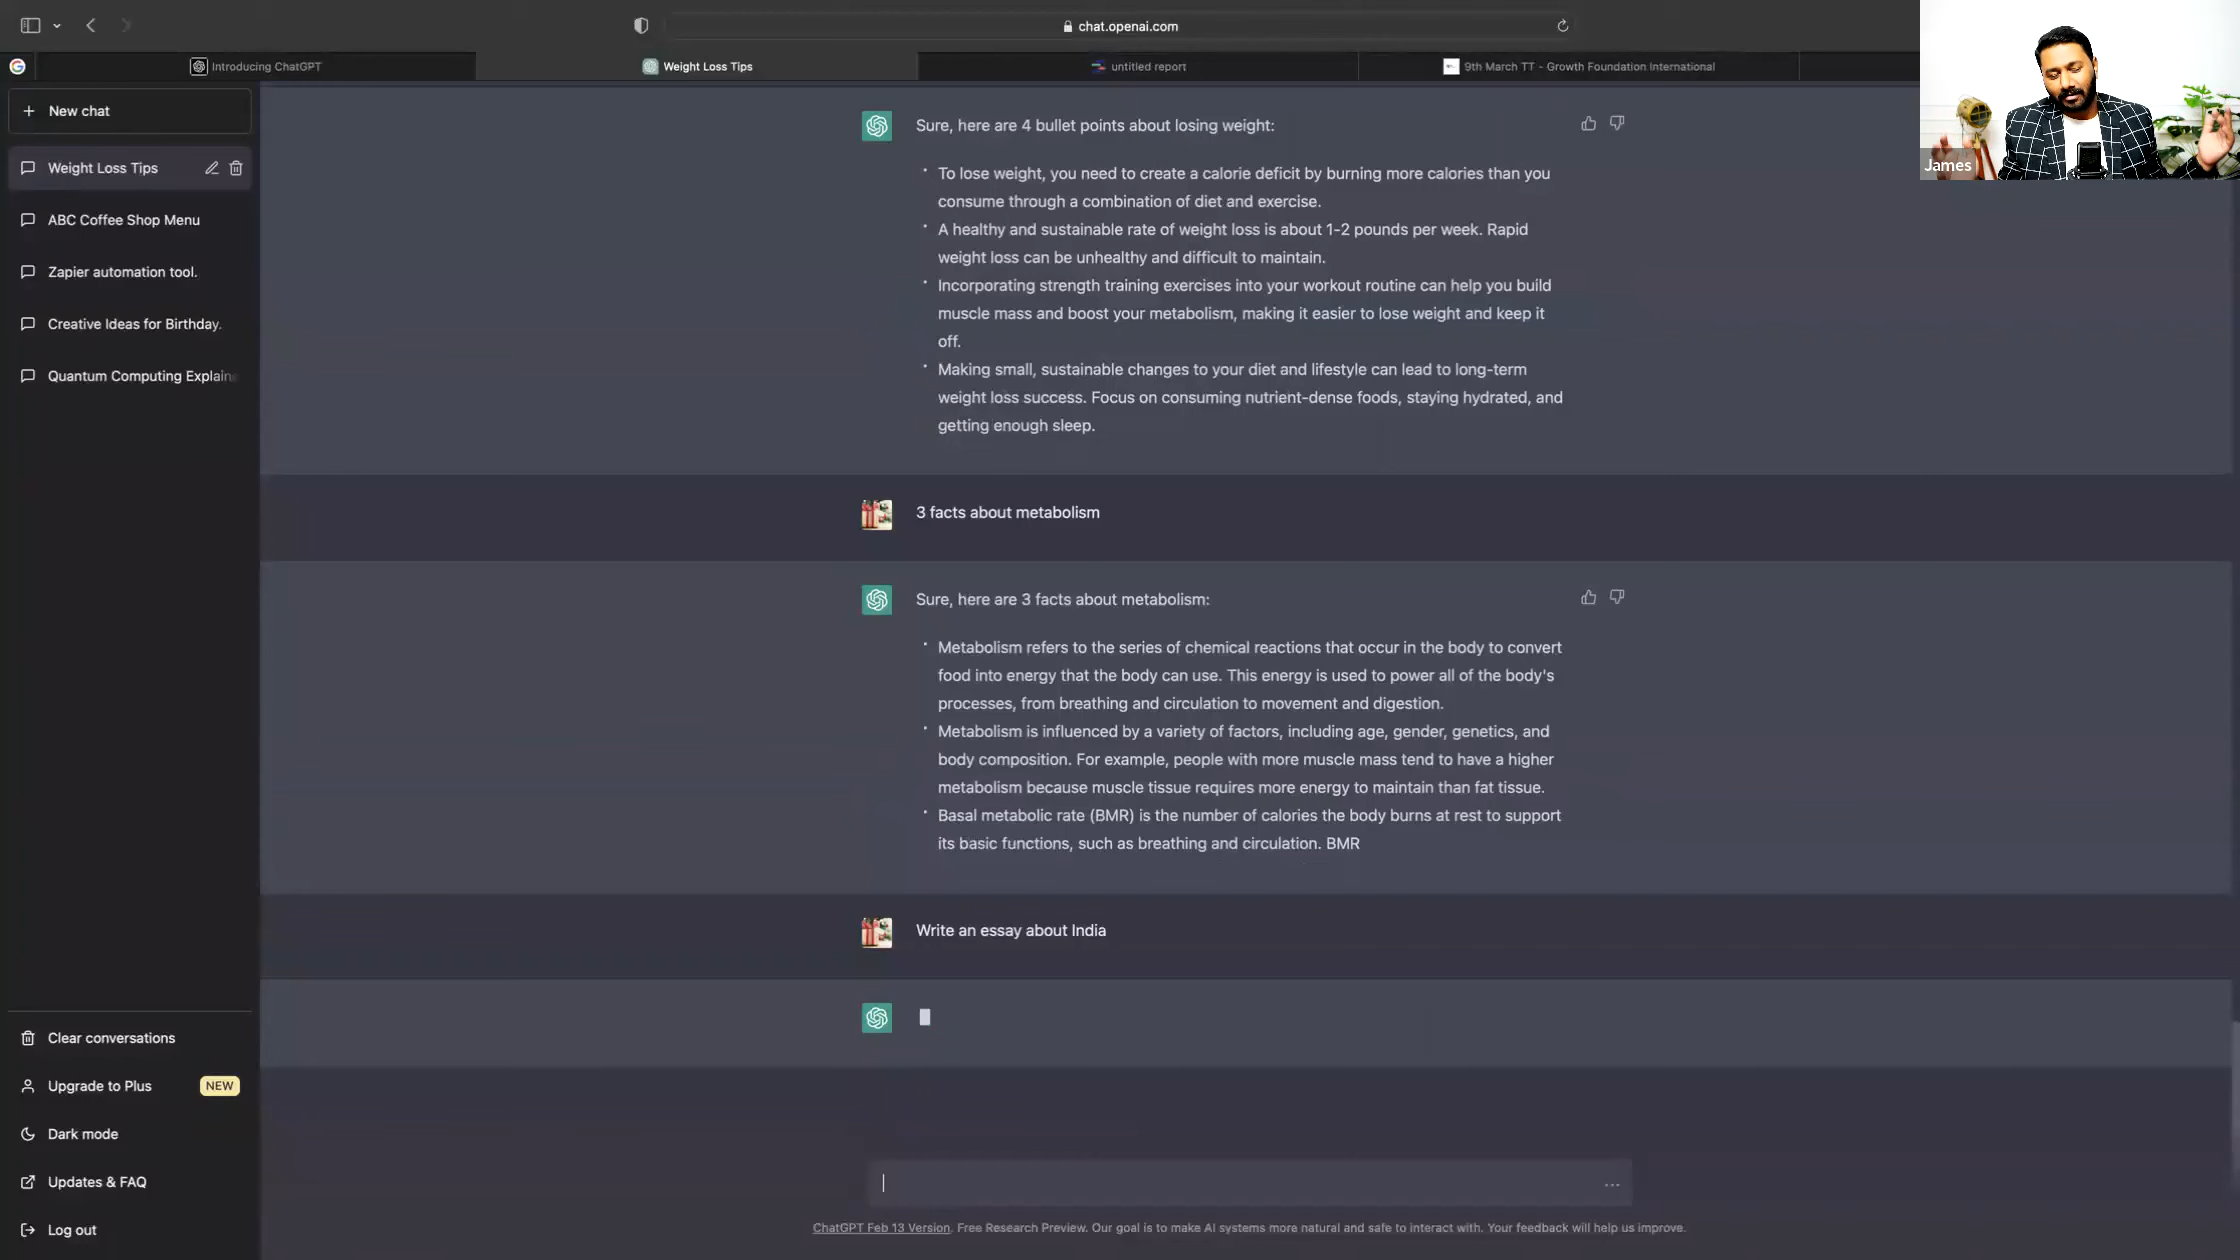 chat.openai.com
Introducing ChatGPT
Weight Loss Tips
untitled report
9th March TT - Growth Foundation International
James
New chat
Weight Loss Tips
ABC Coffee Shop Menu
Zapier automation tool.
Creative Ideas for Birthday.
Quantum Computing Explain
Clear conversations
Upgrade to Plus NEW
Dark mode
Updates & FAQ
Log out
Sure, here are 4 bullet points about losing weight:
• To lose weight, you need to create a calorie deficit by burning more calories than you
consume through a combination of diet and exercise.
• A healthy and sustainable rate of weight loss is about 1-2 pounds per week. Rapid
weight loss can be unhealthy and difficult to maintain.
• Incorporating strength training exercises into your workout routine can help you build
muscle mass and boost your metabolism, making it easier to lose weight and keep it
off.
• Making small, sustainable changes to your diet and lifestyle can lead to long-term
weight loss success. Focus on consuming nutrient-dense foods, staying hydrated, and
getting enough sleep.
3 facts about metabolism
Sure, here are 3 facts about metabolism:
• Metabolism refers to the series of chemical reactions that occur in the body to convert
food into energy that the body can use. This energy is used to power all of the body's
processes, from breathing and circulation to movement and digestion.
• Metabolism is influenced by a variety of factors, including age, gender, genetics, and
body composition. For example, people with more muscle mass tend to have a higher
metabolism because muscle tissue requires more energy to maintain than fat tissue.
• Basal metabolic rate (BMR) is the number of calories the body burns at rest to support
its basic functions, such as breathing and circulation. BMR
Write an essay about India
...
ChatGPT Feb 13 Version. Free Research Preview. Our goal is to make AI systems more natural and safe to interact with. Your feedback will help us improve.